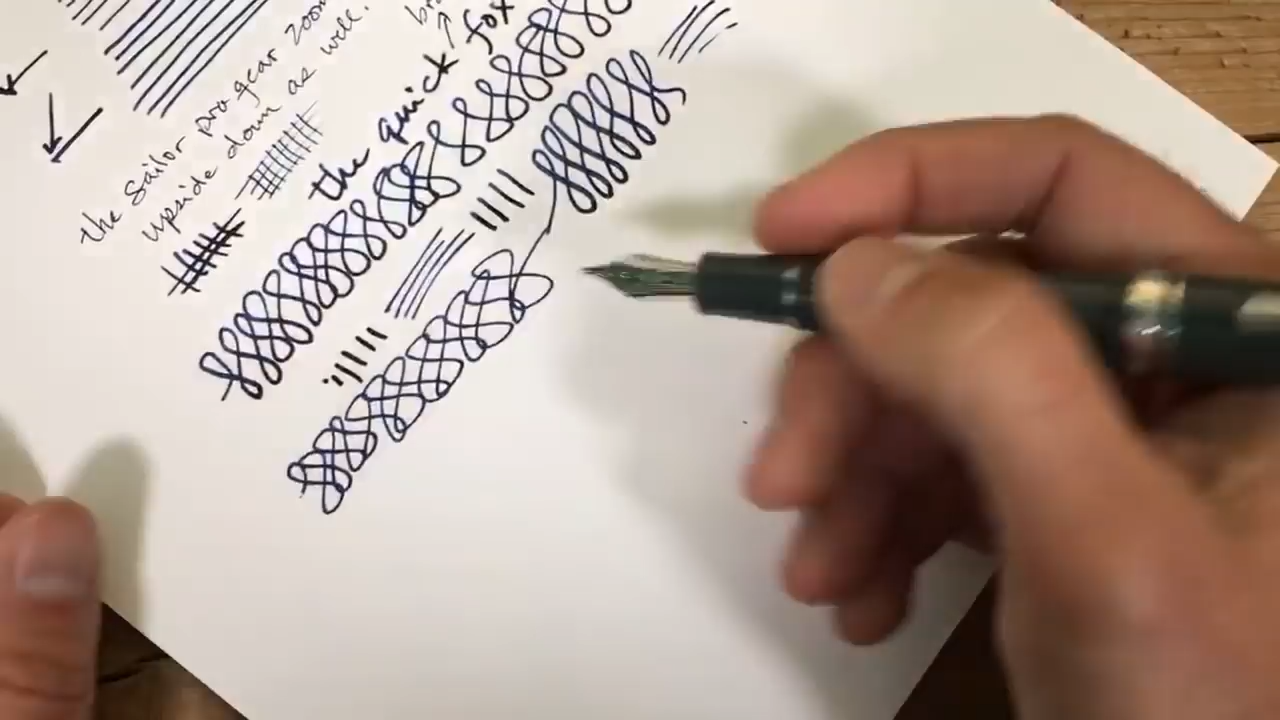 the Sailor pro gear zoom
upside down as well.
the quick fox